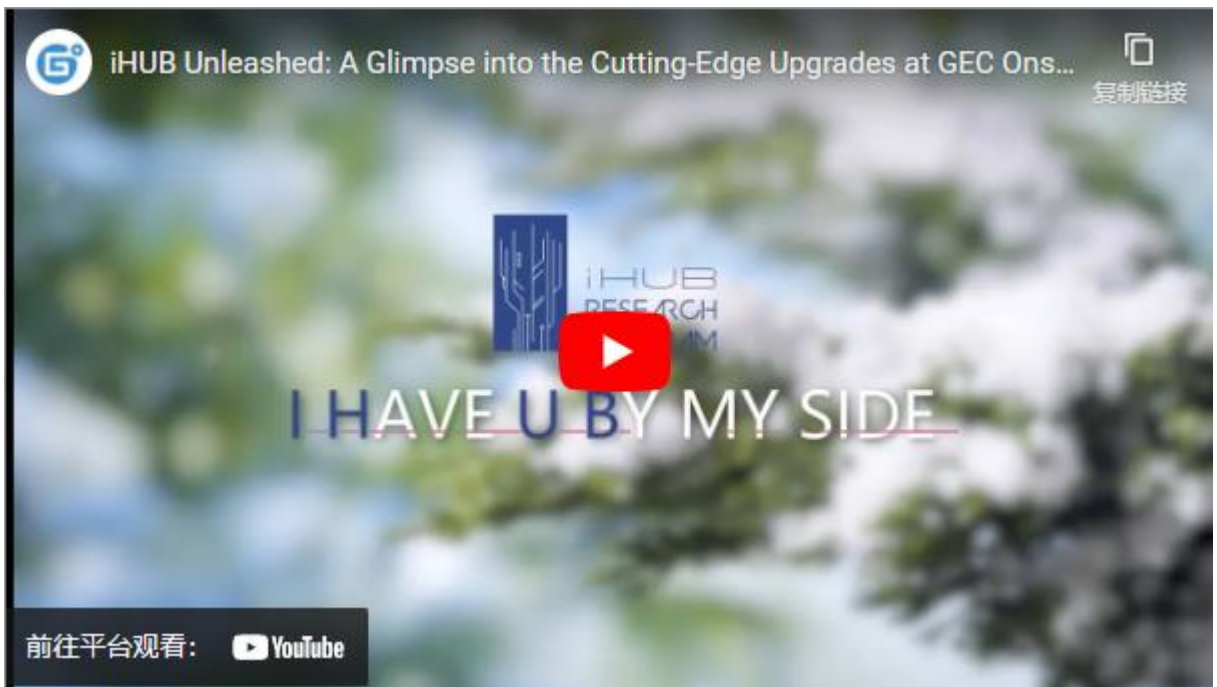 iHUB Unleashed: A Glimpse into the Cutting-Edge Upgrades at GEC Ons...
复制链接
iHUB
RESEARCH
I HAVE U BY MY SIDE
前往平台观看： YouTube